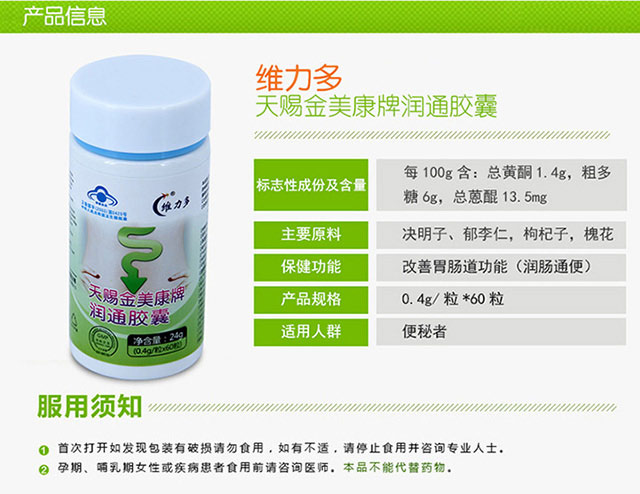 产品信息
维力多
天赐金美康牌润通胶囊
标志性成份及含量
每100g含：总黄酮1.4g，粗多
糖6g，总蒽醌13.5mg
主要原料
决明子、郁李仁，枸杞子，槐花
保健功能
改善胃肠道功能（润肠通便）
产品规格
0.4g/粒*60粒
适用人群
便秘者
维力多
天赐金美康牌
润通胶囊
净含量：24g
(0.4g/粒x60粒)
服用须知
1 首次打开如发现包装有破损请勿食用，如有不适，请停止食用并咨询专业人士。
2 孕期、哺乳期女性或疾病患者食用前请咨询医师。本品不能代替药物。